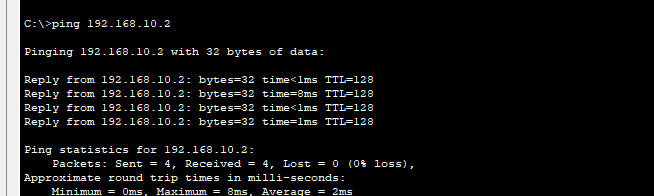 C:\>ping 192.168.10.2
Pinging 192.168.10.2 with 32 bytes of data:
Reply from 192.168.10.2: bytes=32 time<1ms TTL=128
Reply from 192.168.10.2: bytes=32 time=8ms TTL=128
Reply from 192.168.10.2: bytes=32 time<1ms TTL=128
Reply from 192.168.10.2: bytes=32 time=1ms TTL=128
Ping statistics for 192.168.10.2:
Packets: Sent = 4, Received = 4, Lost = 0 (0% loss),
Approximate round trip times in milli-seconds:
Minimum = 0ms, Maximum = 8ms, Average = 2ms